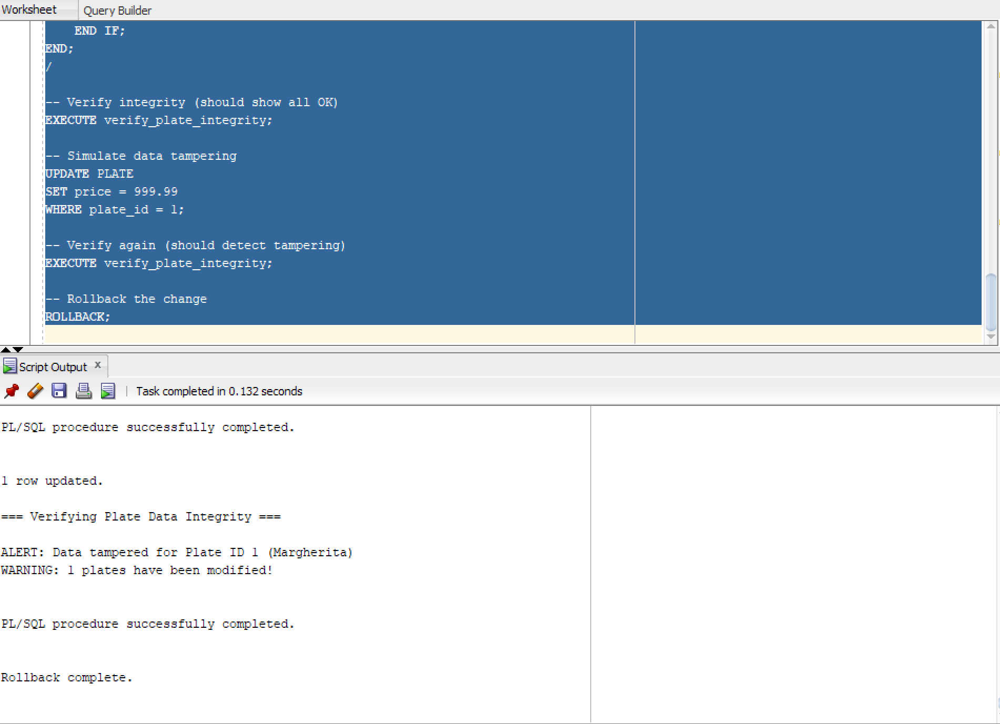 Worksheet
Query Builder
END IF;
END;
/
-- Verify integrity (should show all OK)
EXECUTE verify_plate_integrity;
-- Simulate data tampering
UPDATE PLATE
SET price = 999.99
WHERE plate_id = 1;
-- Verify again (should detect tampering)
EXECUTE verify_plate_integrity;
-- Rollback the change
ROLLBACK;
Script Output x
| Task completed in 0.132 seconds
PL/SQL procedure successfully completed.
1 row updated.
=== Verifying Plate Data Integrity ===
ALERT: Data tampered for Plate ID 1 (Margherita)
WARNING: 1 plates have been modified!
PL/SQL procedure successfully completed.
Rollback complete.